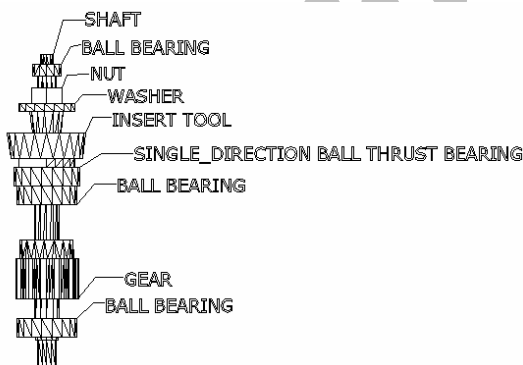 SHAFT
BALL BEARING
NUT
WASHER
INSERT TOOL
SINGLE_DIRECTION BALL THRUST BEARING
BALL BEARING
GEAR
BALL BEARING